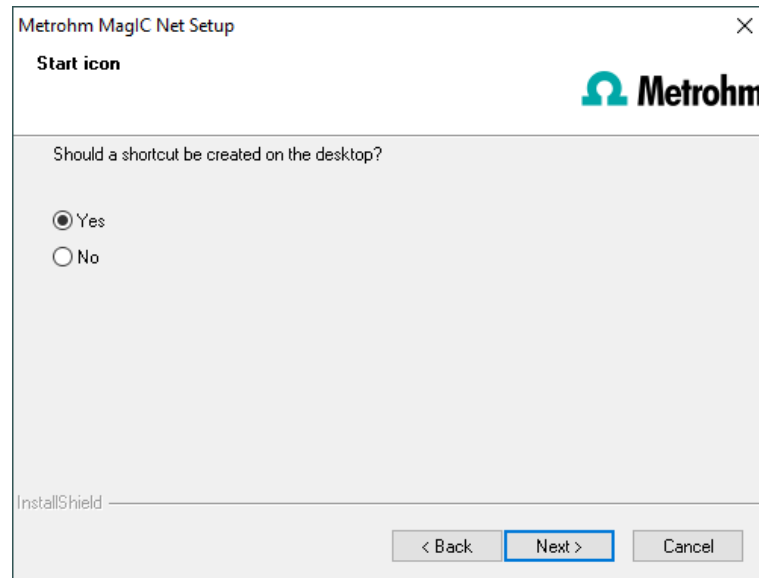 Metrohm MagIC Net Setup
Start icon
Metrohm
Should a shortcut be created on the desktop?
Yes
No
InstallShield
< Back
Next >
Cancel